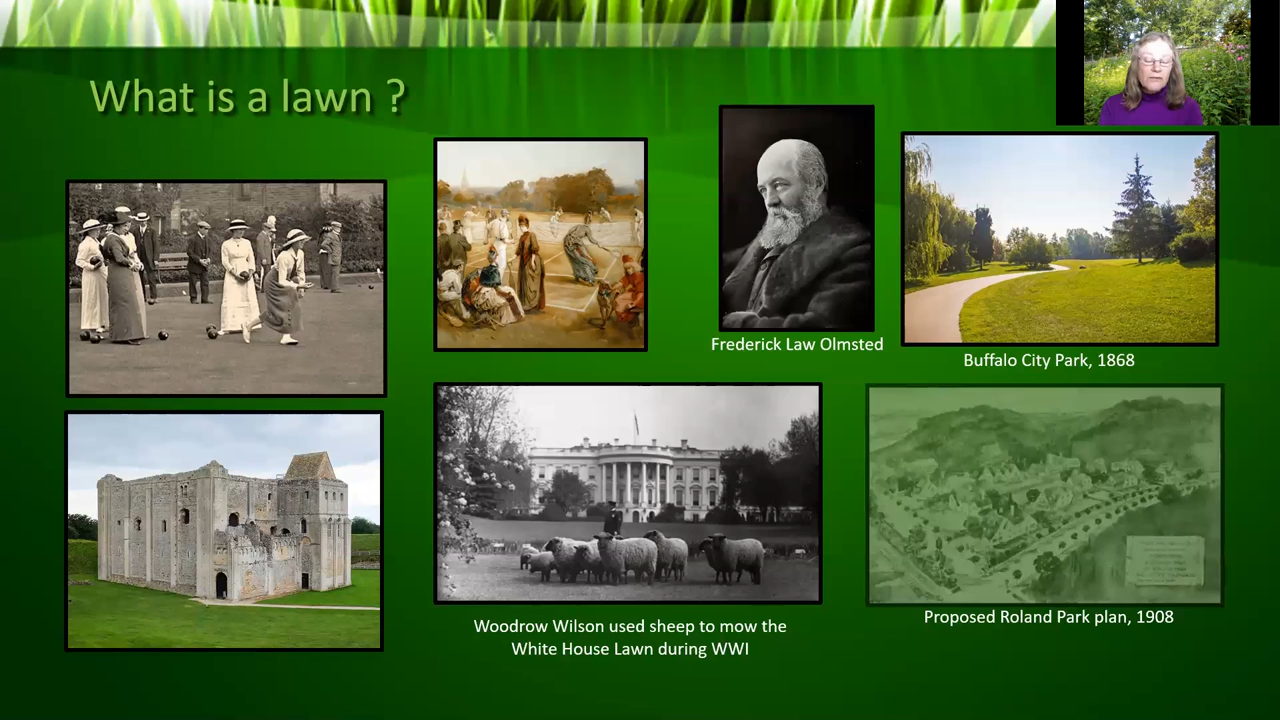 What is a lawn ?
Frederick Law Olmsted
Buffalo City Park, 1868
Woodrow Wilson used sheep to mow the
White House Lawn during WWI
Proposed Roland Park plan, 1908